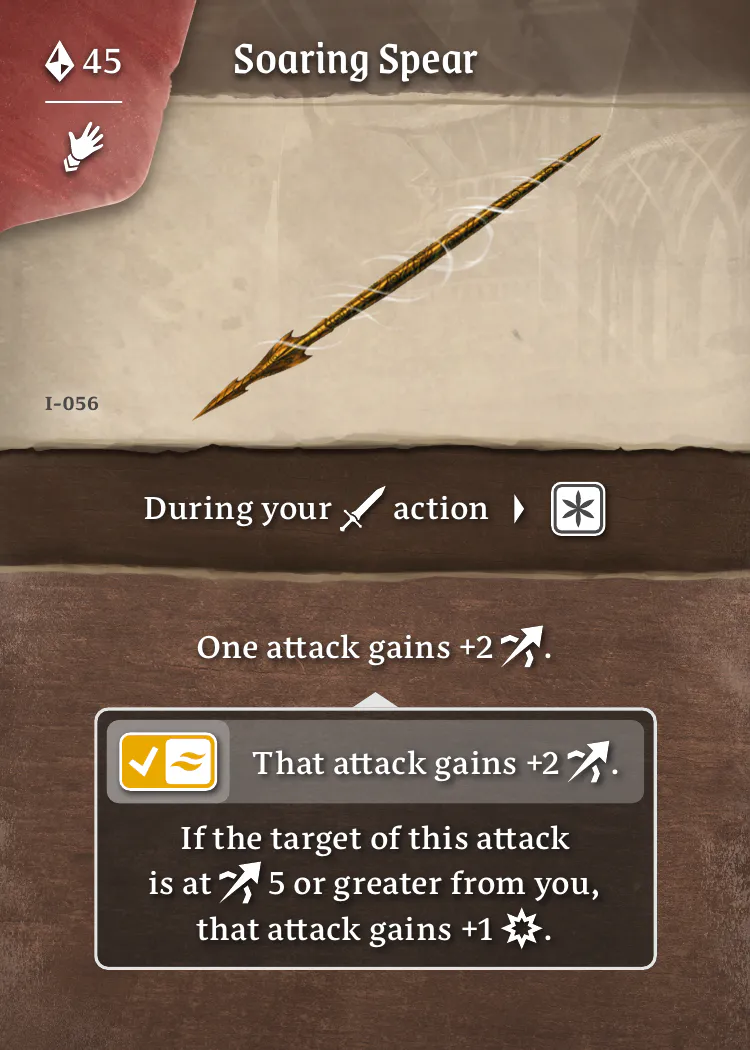 45
Soaring Spear
I-056
During your action
One attack gains +2 .
That attack gains +2 .
If the target of this attack
is at 5 or greater from you,
that attack gains +1 .